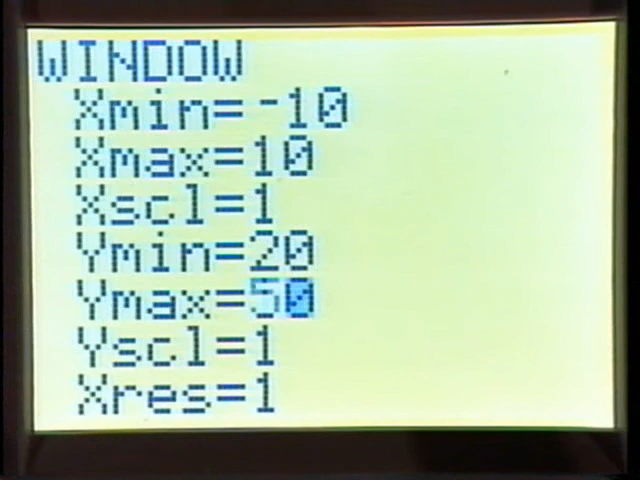 WINDOW
Xmin=-10
Xmax=10
Xscl=1
Ymin=20
Ymax=50
Yscl=1
Xres=1